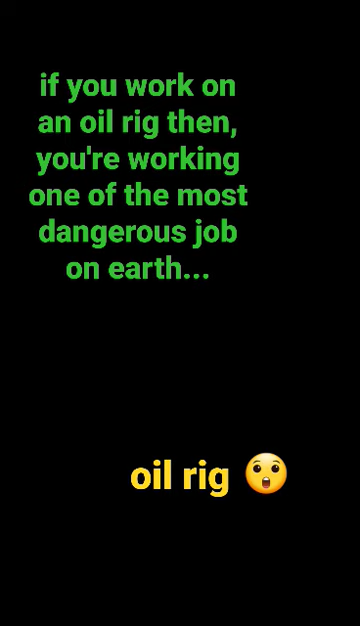 if you work on
an oil rig then,
you're working
one of the most
dangerous job
on earth...
oil rig 😲